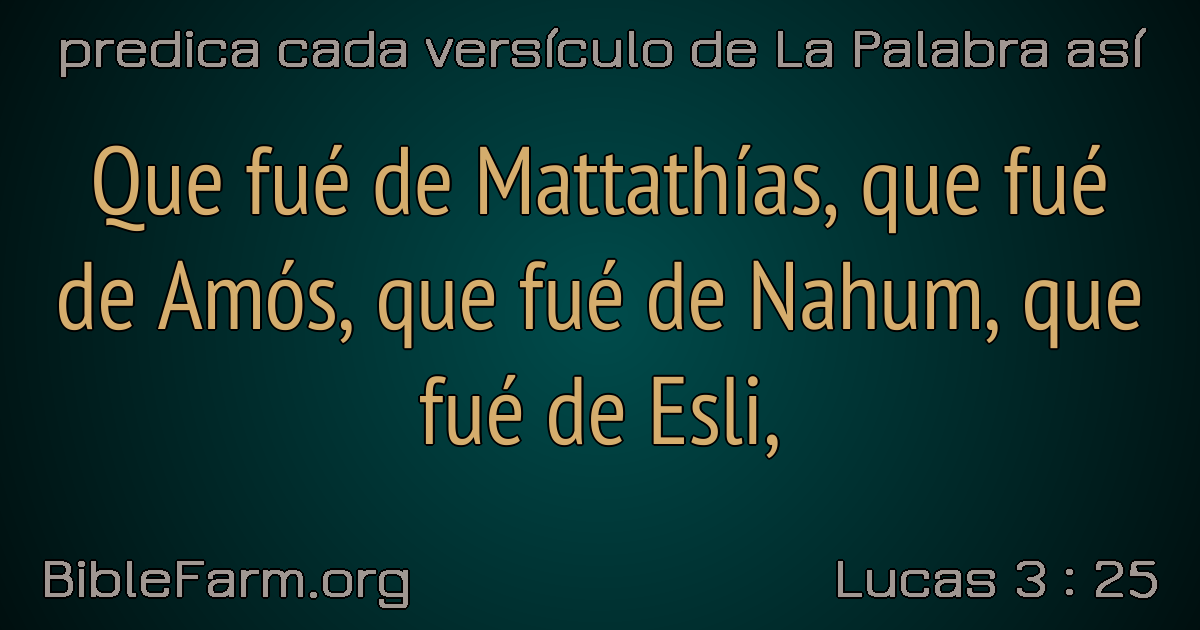 predica cada versículo de La Palabra así
Que fué de Mattathías, que fué
de Amós, que fué de Nahum, que
fué de Esli,
BibleFarm.org
Lucas 3 : 25